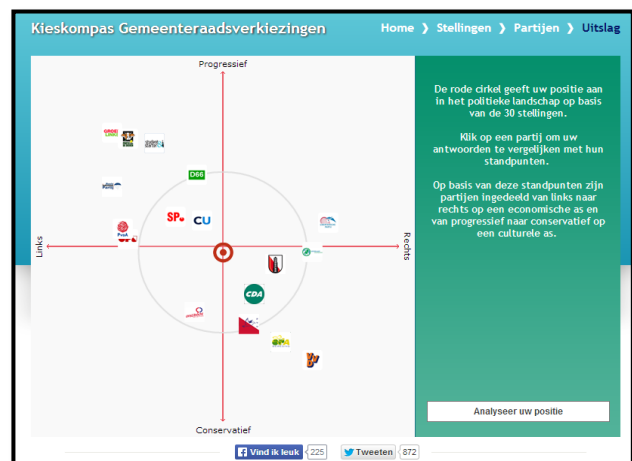 Kieskompas Gemeenteraadsverkiezingen
Home ❯ Stellingen ❯ Partijen ❯ Uitslag
Progressief
Links
Rechts
Conservatief
GROEN
LINKS
D66
SP.
CU
PvdA
CDA
De rode cirkel geeft uw positie aan
in het politieke landschap op basis
van de 30 stellingen.
Klik op een partij om uw
antwoorden te vergelijken met hun
standpunten.
Op basis van deze standpunten zijn
partijen ingedeeld van links naar
rechts op een economische as en
van progressief naar conservatief op
een culturele as.
Analyseer uw positie
Vind ik leuk 225
Tweeten 872